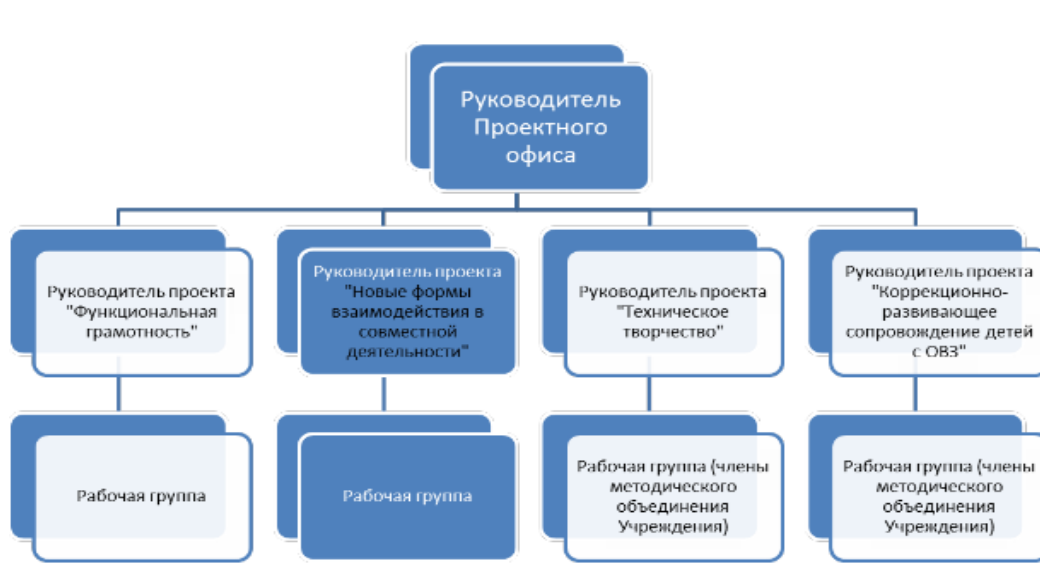 Руководитель
Проектного
офиса
Руководитель проекта
"Функциональная
грамотность"
Руководитель проекта
"Новые формы
взаимодействия в
совместной
деятельности"
Руководитель проекта
"Техническое
творчество"
Руководитель проекта
"Коррекционно-
развивающее
сопровождение детей
с ОВЗ"
Рабочая группа
Рабочая группа
Рабочая группа (члены
методического
объединения
Учреждения)
Рабочая группа (члены
методического
объединения
Учреждения)